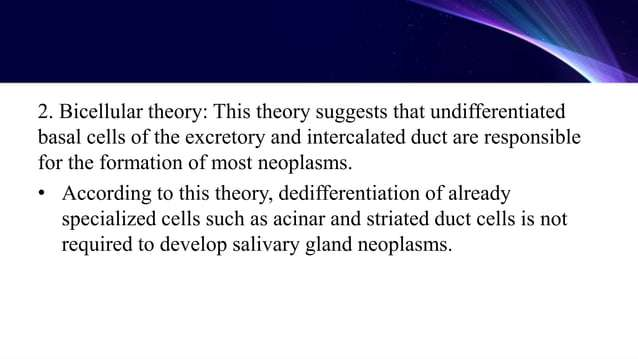 2. Bicellular theory: This theory suggests that undifferentiated
basal cells of the excretory and intercalated duct are responsible
for the formation of most neoplasms.
• According to this theory, dedifferentiation of already
specialized cells such as acinar and striated duct cells is not
required to develop salivary gland neoplasms.